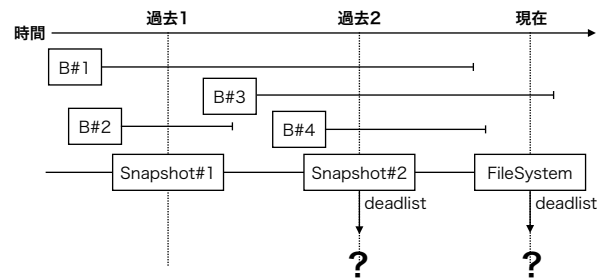 過去1 過去2 現在
時間
B#1
B#3
B#2 B#4
Snapshot#1 Snapshot#2 FileSystem
deadlist deadlist
? ?